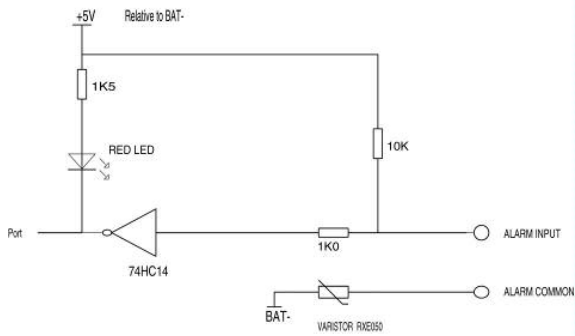 +5V Relative to BAT-
1K5
RED LED
10K
Port
1K0
ALARM INPUT
74HC14
ALARM COMMON
BAT-
VARISTOR RXE050